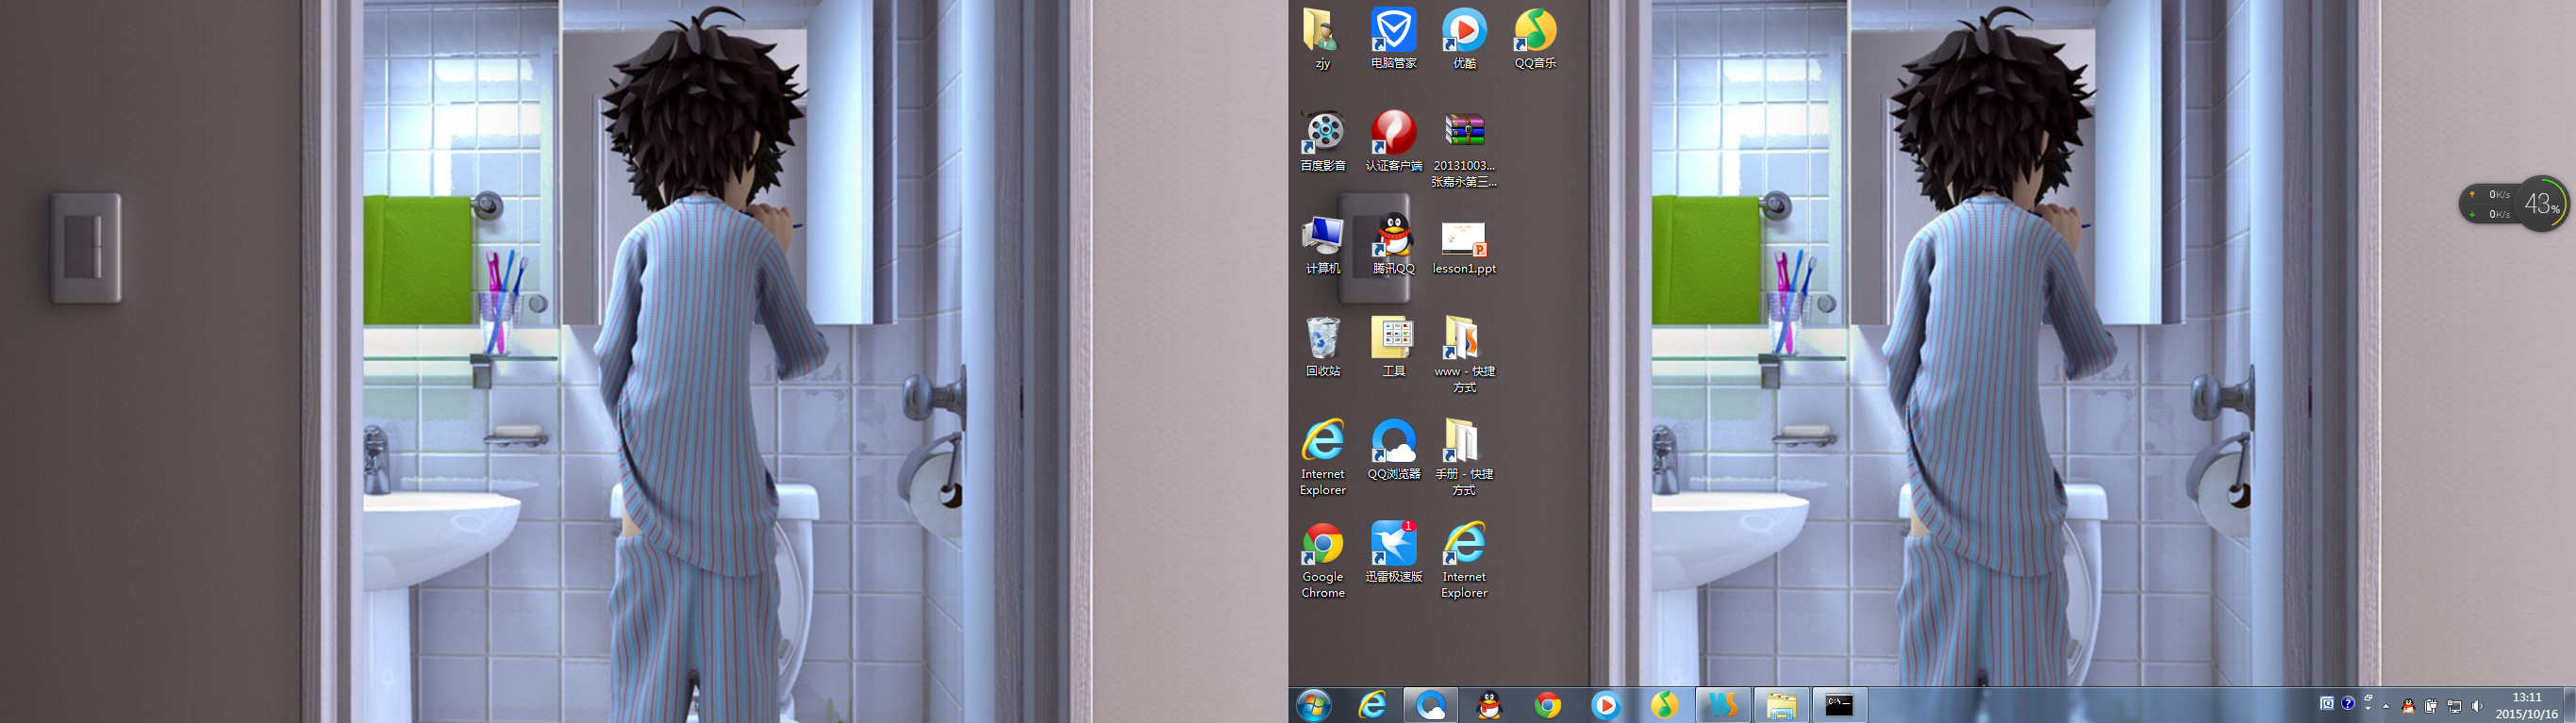 zjy
电脑管家
优酷
QQ音乐
百度影音
认证客户端
20131003...
张嘉永第三...
计算机
腾讯QQ
lesson1.ppt
回收站
工具
www - 快捷
方式
Internet
Explorer
QQ浏览器
手册 - 快捷
方式
Google
Chrome
1
迅雷极速版
Internet
Explorer
0K/s
0K/s
43%
C:\
13:11
2015/10/16